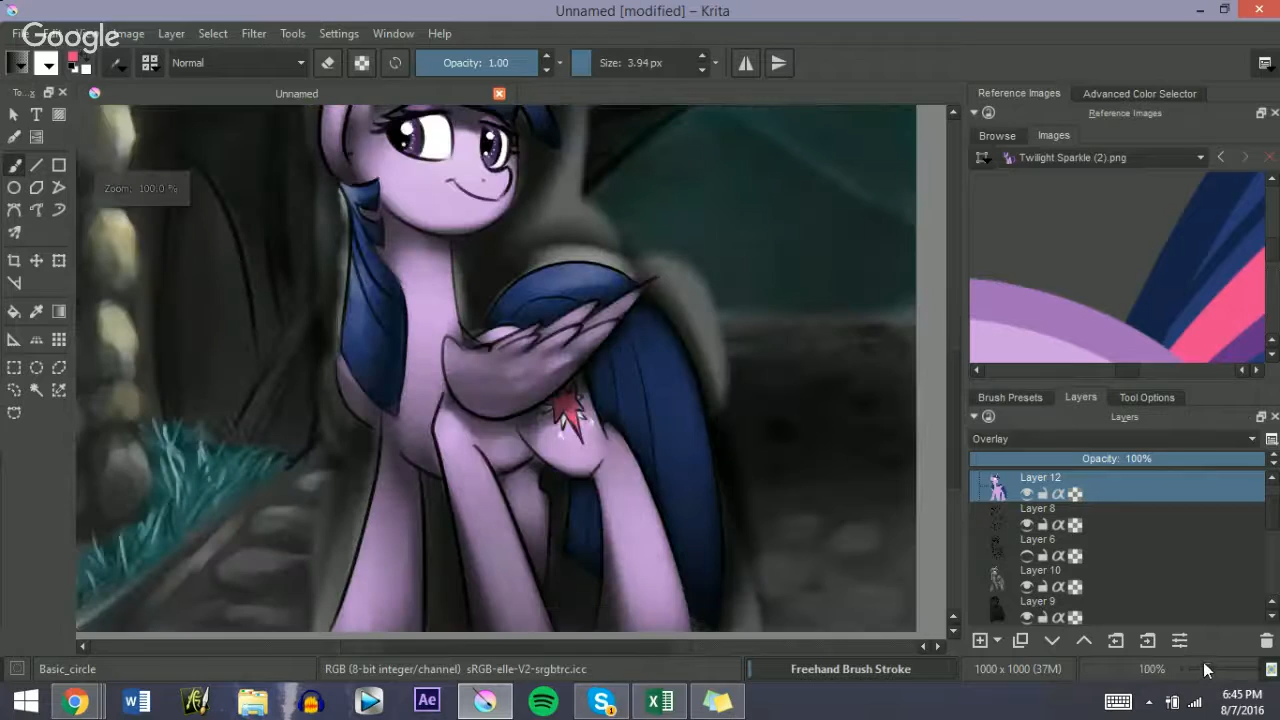 Unnamed [modified] – Krita
File Edit View Image Layer Select Filter Tools Settings Window Help
Google
Normal
Opacity: 1.00
Size: 3.94 px
To...
Unnamed
Zoom: 100.0 %
Reference Images
Advanced Color Selector
Reference Images
Browse
Images
Twilight Sparkle (2).png
Brush Presets
Layers
Tool Options
Layers
Overlay
Opacity: 100%
Layer 12
Layer 8
Layer 6
Layer 10
Layer 9
Basic_circle
RGB (8-bit integer/channel) sRGB-elle-V2-srgbtrc.icc
Freehand Brush Stroke
1000 x 1000 (37M)
100%
6:45 PM
8/7/2016